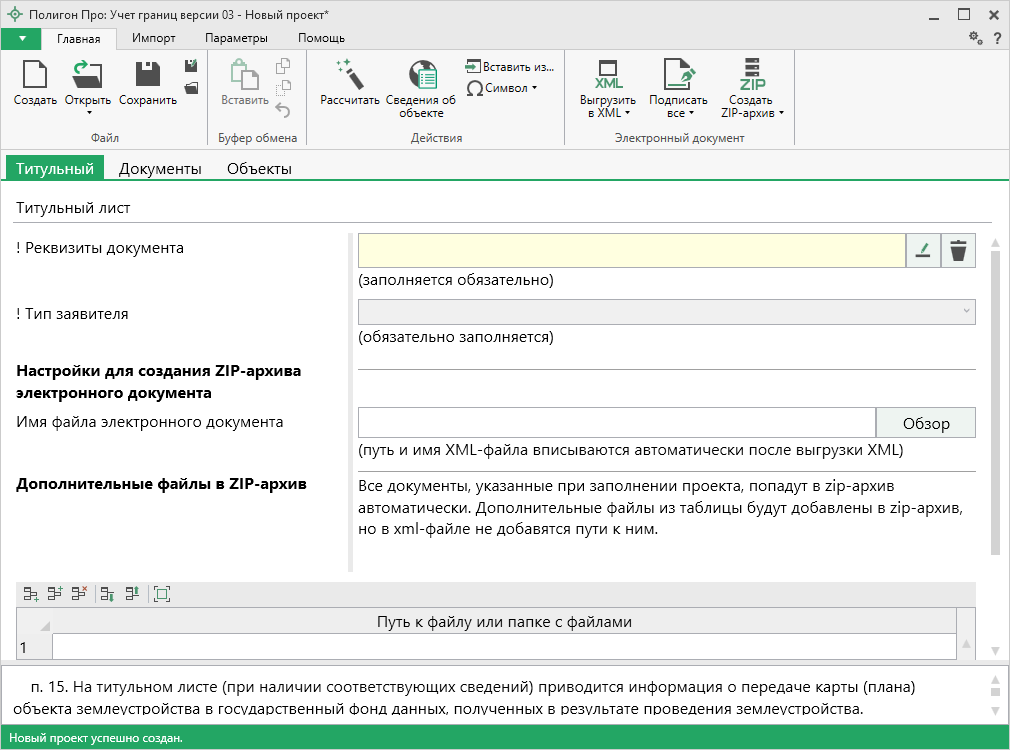 Полигон Про: Учет границ версии 03 - Новый проект*
Главная Импорт Параметры Помощь ?
Создать Открыть Сохранить Вставить Рассчитать Сведения об объекте Вставить из... Символ Выгрузить в XML Подписать все Создать ZIP-архив
XML ZIP
Файл Буфер обмена Действия Электронный документ
Титульный Документы Объекты
Титульный лист
! Реквизиты документа
(заполняется обязательно)
! Тип заявителя
(обязательно заполняется)
Настройки для создания ZIP-архива
электронного документа
Имя файла электронного документа Обзор
(путь и имя XML-файла вписываются автоматически после выгрузки XML)
Дополнительные файлы в ZIP-архив
Все документы, указанные при заполнении проекта, попадут в zip-архив
автоматически. Дополнительные файлы из таблицы будут добавлены в zip-архив,
но в xml-файле не добавятся пути к ним.
Путь к файлу или папке с файлами
1
п. 15. На титульном листе (при наличии соответствующих сведений) приводится информация о передаче карты (плана)
объекта землеустройства в государственный фонд данных, полученных в результате проведения землеустройства.
Новый проект успешно создан.